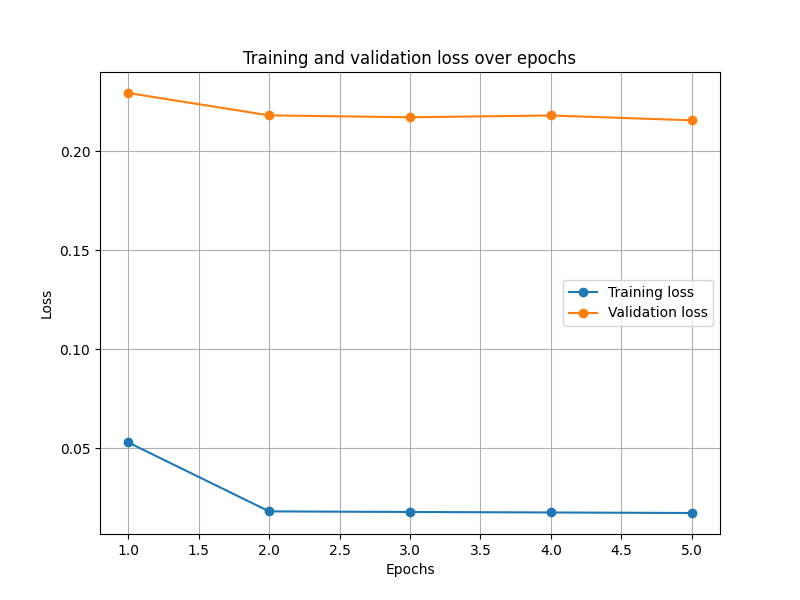 Training and validation loss over epochs
0.20
0.15
0.10
0.05
Loss
Training loss
Validation loss
1.0 1.5 2.0 2.5 3.0 3.5 4.0 4.5 5.0
Epochs